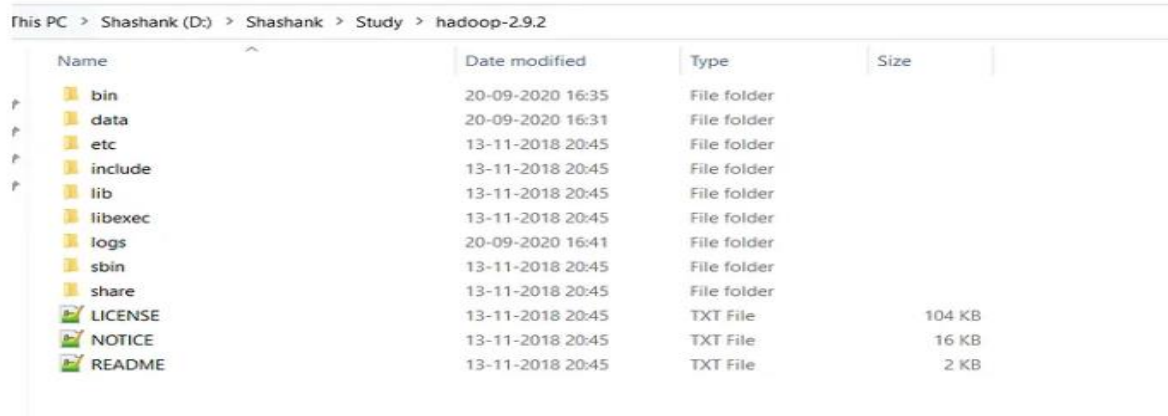 This PC > Shashank (D:) > Shashank > Study > hadoop-2.9.2
Name Date modified Type Size
bin 20-09-2020 16:35 File folder
data 20-09-2020 16:31 File folder
etc 13-11-2018 20:45 File folder
include 13-11-2018 20:45 File folder
lib 13-11-2018 20:45 File folder
libexec 13-11-2018 20:45 File folder
logs 20-09-2020 16:41 File folder
sbin 13-11-2018 20:45 File folder
share 13-11-2018 20:45 File folder
LICENSE 13-11-2018 20:45 TXT File 104 KB
NOTICE 13-11-2018 20:45 TXT File 16 KB
README 13-11-2018 20:45 TXT File 2 KB